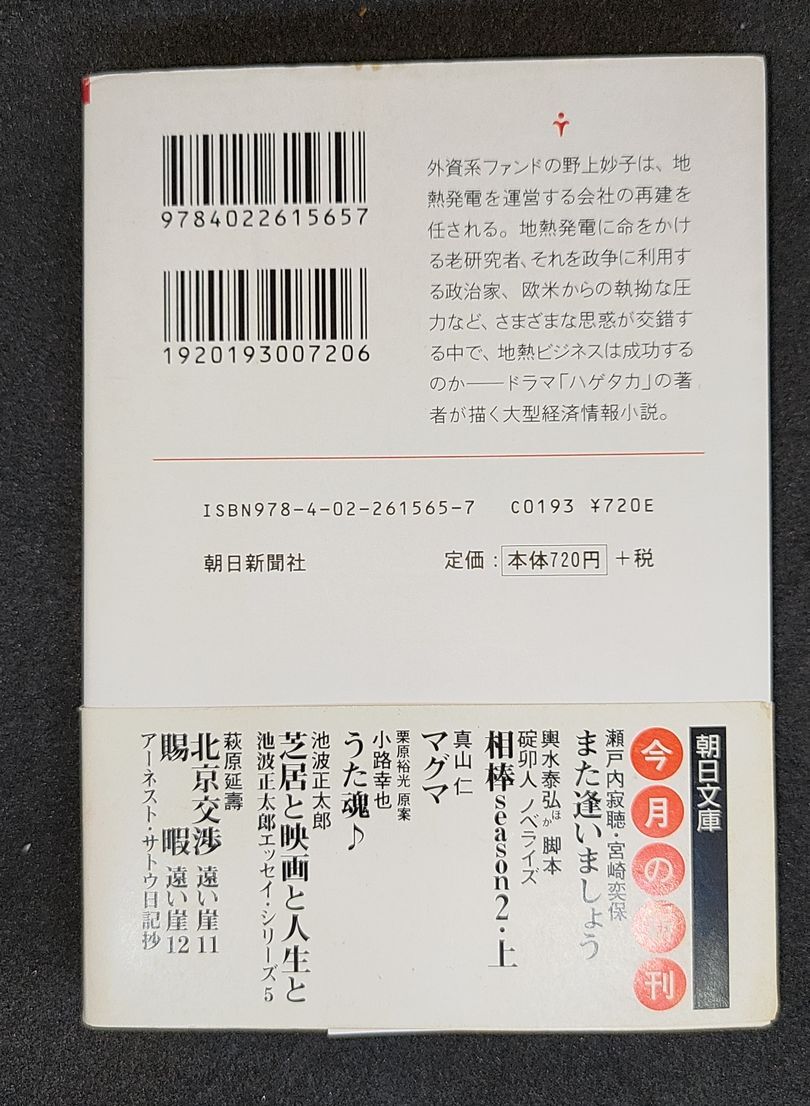 9784022615657
1920193007206
外資系ファンドの野上妙子は、地
熱発電を運営する会社の再建を
任される。地熱発電に命をかけ
る老研究者、それを政争に利用す
る政治家、欧米からの執拗な圧
力など、さまざまな思惑が交錯す
る中で、地熱ビジネスは成功する
のか——ドラマ「ハゲタカ」の著
者が描く大型経済情報小説。
ISBN978-4-02-261565-7 C0193 ¥720E
朝日新聞社
定価：本体720円＋税
朝日文庫
今月の新刊
瀬戸内寂聴・宮崎奕保
また逢いましょう
輿水泰弘ほか 脚本
碇卯人 ノベライズ
相棒season2・上
真山 仁
マグマ
栗原裕光 原案
小路幸也
うた魂♪
池波正太郎
芝居と映画と人生と
池波正太郎エッセイ・シリーズ5
萩原延壽
北京交渉 遠い崖11
賜暇 遠い崖12
アーネスト・サトウ日記抄